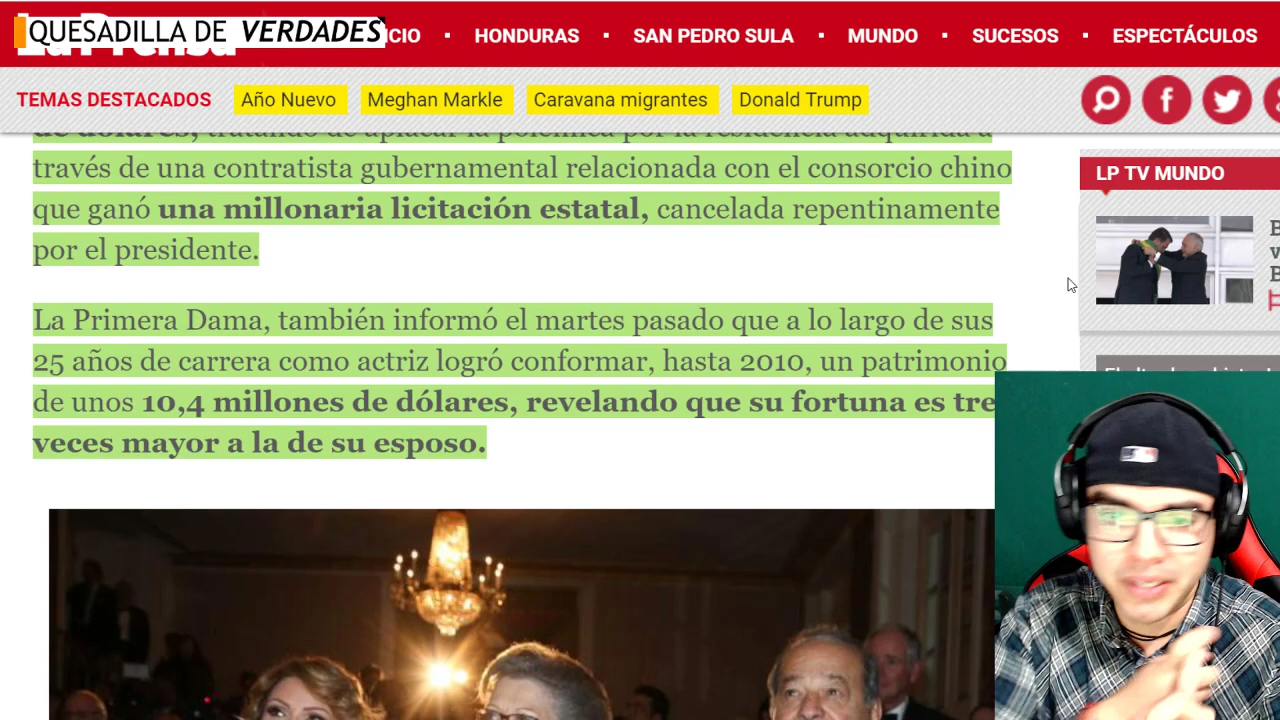 QUESADILLA DE VERDADES
La Prensa
ICIO ▪ HONDURAS ▪ SAN PEDRO SULA ▪ MUNDO ▪ SUCESOS ▪ ESPECTÁCULOS
TEMAS DESTACADOS Año Nuevo Meghan Markle Caravana migrantes Donald Trump
de dólares, tratando de aplacar la polémica por la residencia adquirida a
través de una contratista gubernamental relacionada con el consorcio chino
que ganó una millonaria licitación estatal, cancelada repentinamente
por el presidente.
LP TV MUNDO
La Primera Dama, también informó el martes pasado que a lo largo de sus
25 años de carrera como actriz logró conformar, hasta 2010, un patrimonio
de unos 10,4 millones de dólares, revelando que su fortuna es tre
veces mayor a la de su esposo.